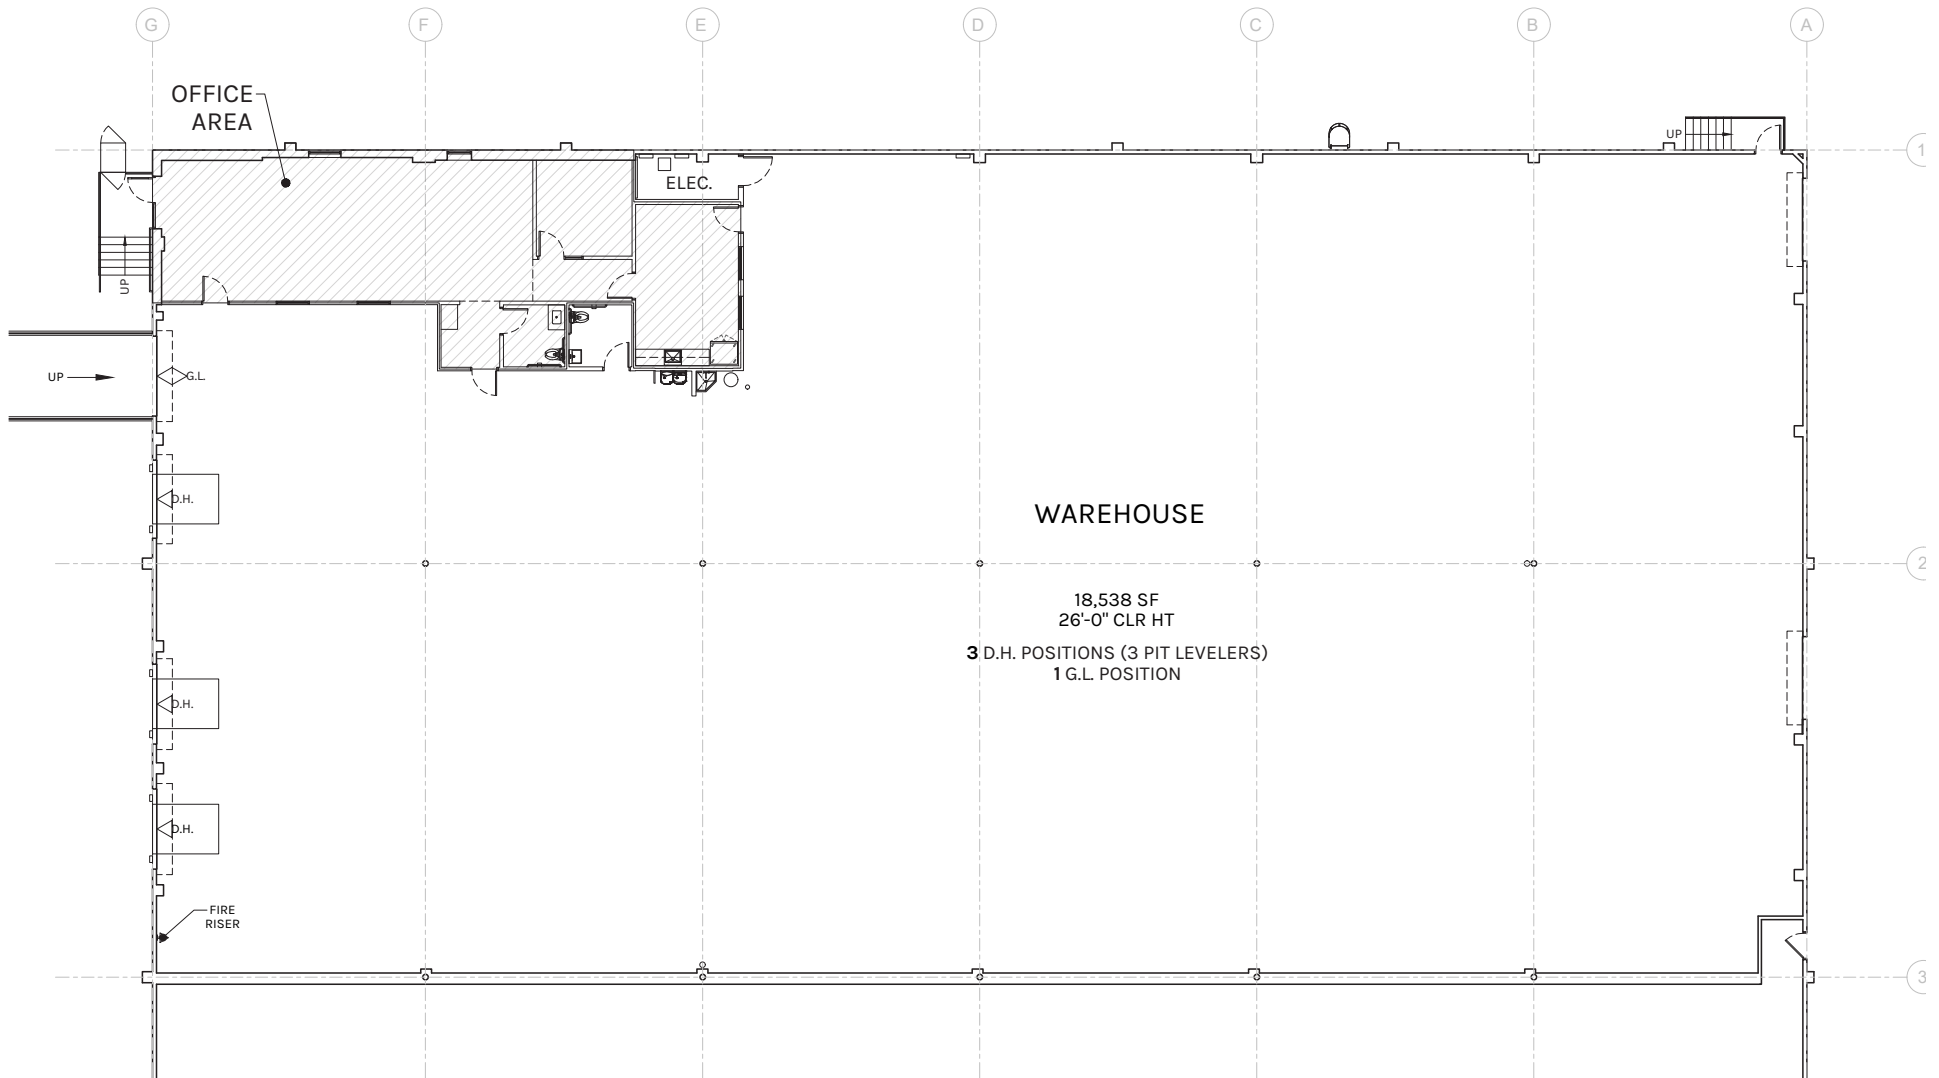 G F E D C B A
OFFICE
AREA
UP
1
ELEC.
UP
UP
G.L.
D.H.
WAREHOUSE
2
18,538 SF
26'-0" CLR HT
3 D.H. POSITIONS (3 PIT LEVELERS)
1 G.L. POSITION
D.H.
D.H.
FIRE
RISER
3